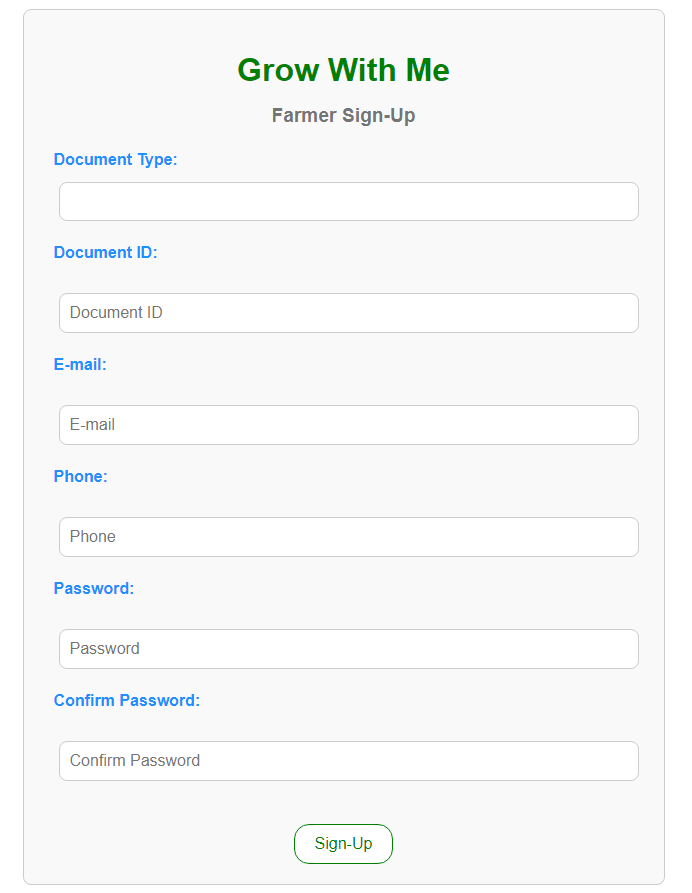 Grow With Me
Farmer Sign-Up
Document Type:
Document ID:
Document ID
E-mail:
E-mail
Phone:
Phone
Password:
Password
Confirm Password:
Confirm Password
Sign-Up